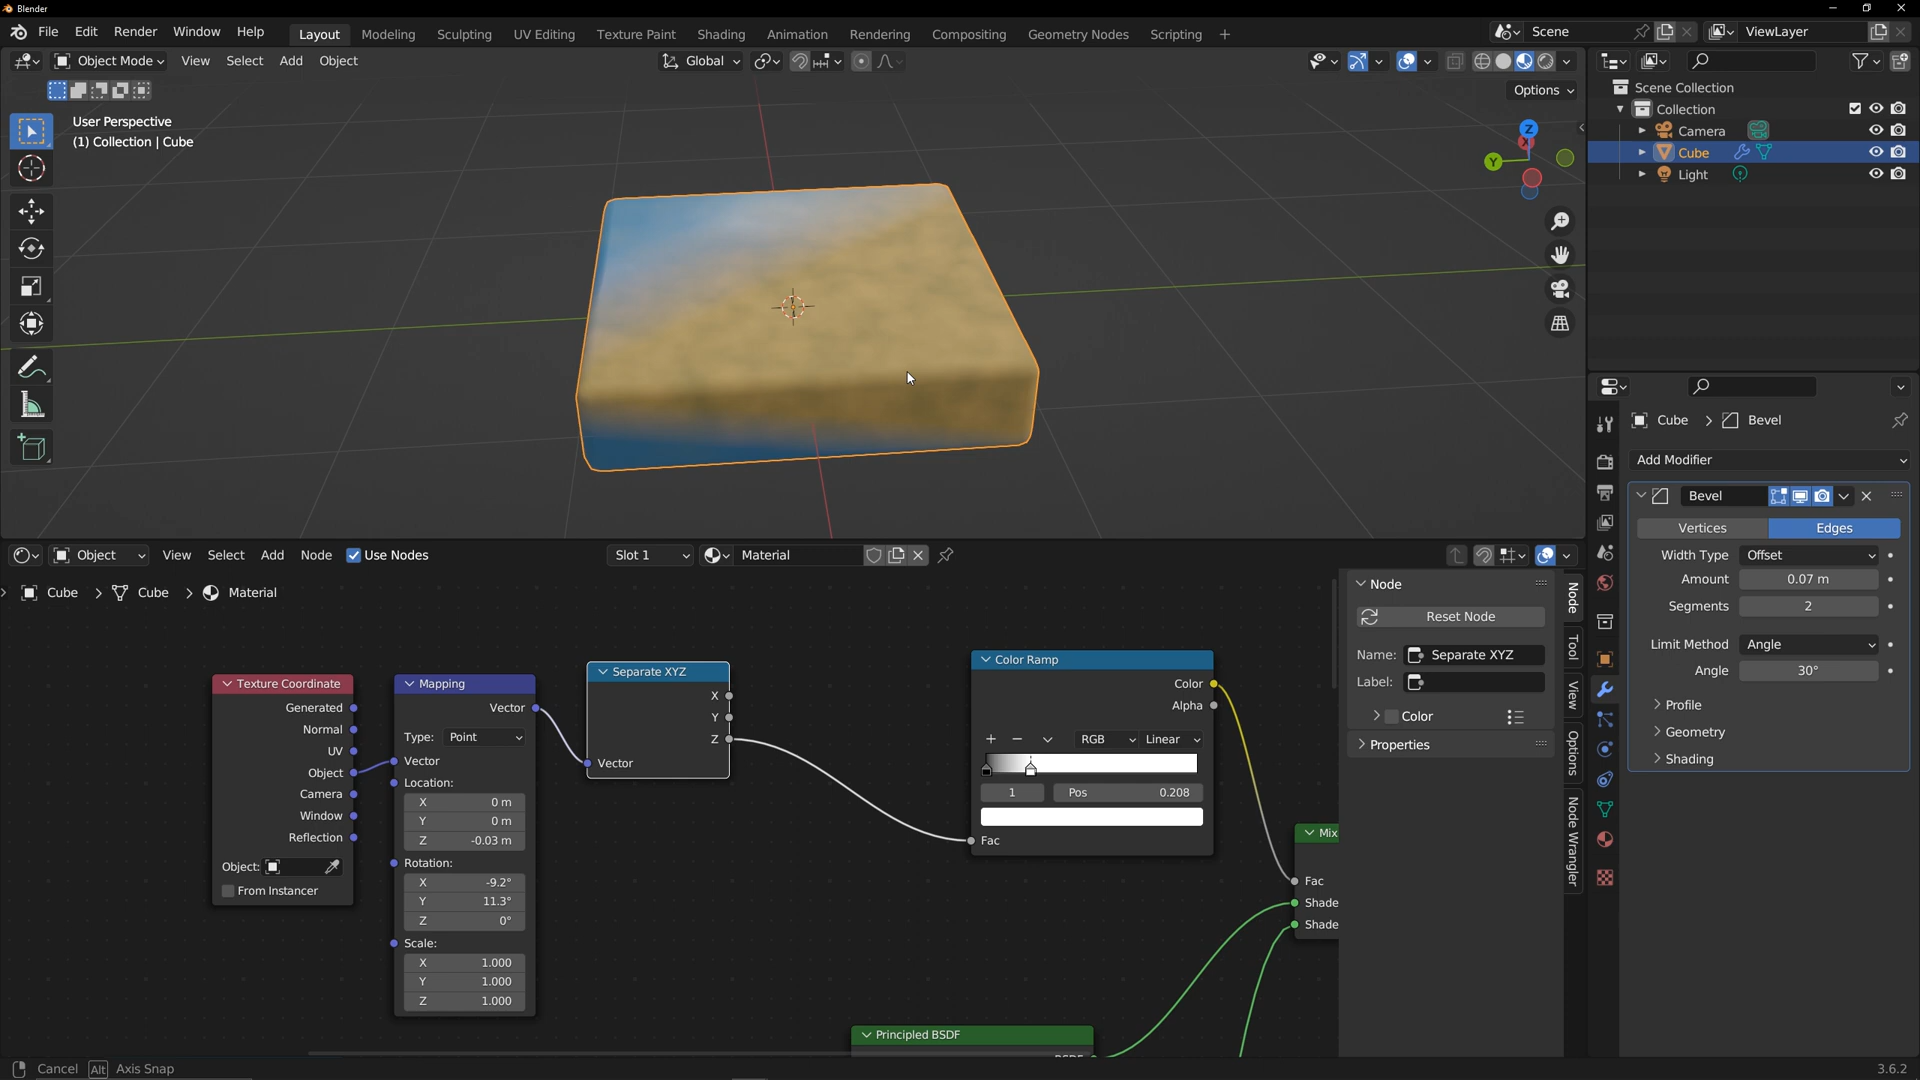 Blender
File Edit Render Window Help Layout Modeling Sculpting UV Editing Texture Paint Shading Animation Rendering Compositing Geometry Nodes Scripting + Scene ViewLayer
Object Mode View Select Add Object Global
Options
User Perspective
(1) Collection | Cube
Z
X
Y
Scene Collection
Collection
Camera
Cube
Light
Cube > Bevel
Add Modifier
Bevel
Vertices Edges
Width Type Offset
Amount 0.07 m
Segments 2
Limit Method Angle
Angle 30°
Profile
Geometry
Shading
Object View Select Add Node Use Nodes Slot 1 Material
Cube > Cube > Material
Texture Coordinate
Generated
Normal
UV
Object
Camera
Window
Reflection
Object:
From Instancer
Mapping
Vector
Type: Point
Vector
Location:
X 0 m
Y 0 m
Z -0.03 m
Rotation:
X -9.2°
Y 11.3°
Z 0°
Scale:
X 1.000
Y 1.000
Z 1.000
Separate XYZ
X
Y
Z
Vector
Color Ramp
Color
Alpha
RGB Linear
1 Pos 0.208
Fac
Mix
Fac
Shade
Shade
Principled BSDF
Node
Reset Node
Name: Separate XYZ
Label:
Color
Properties
Node
Tool
View
Options
Node Wrangler
Cancel Alt Axis Snap
3.6.2